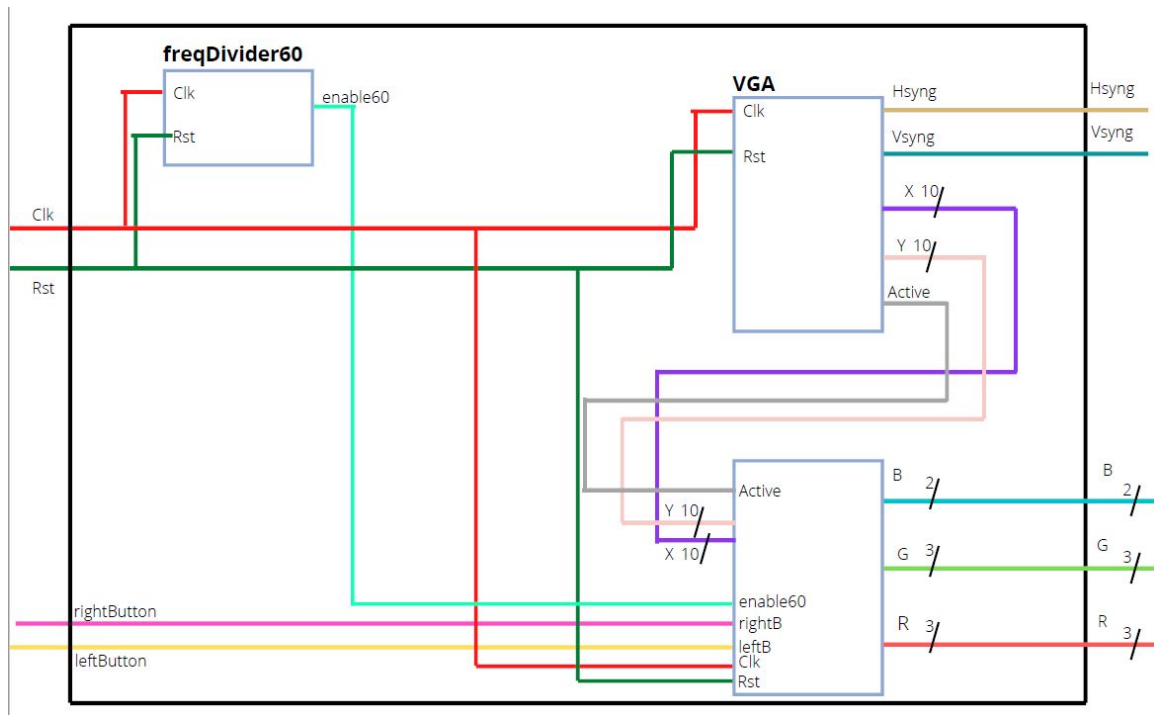 freqDivider60
Clk
enable60
Rst
VGA
Clk
Rst
Hsyng
Hsyng
Vsyng
Vsyng
X 10
Y 10
Active
Clk
Rst
Active
Y 10
X 10
enable60
rightB
leftB
Clk
Rst
B
2
B
2
G
3
G
3
R
3
R
3
rightButton
leftButton